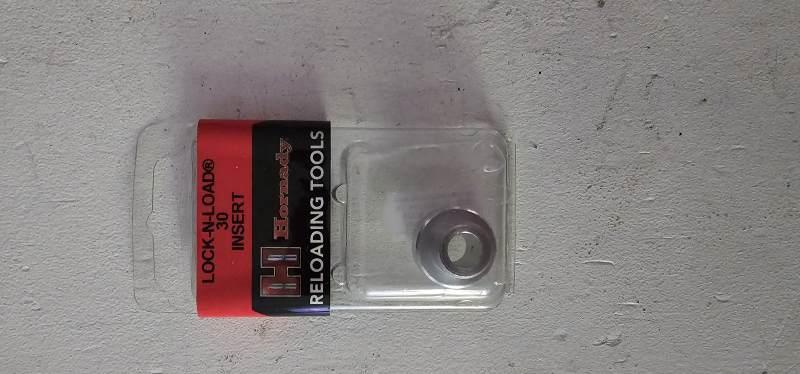 LOCK-N-LOAD®
30
INSERT
H Hornady
RELOADING TOOLS